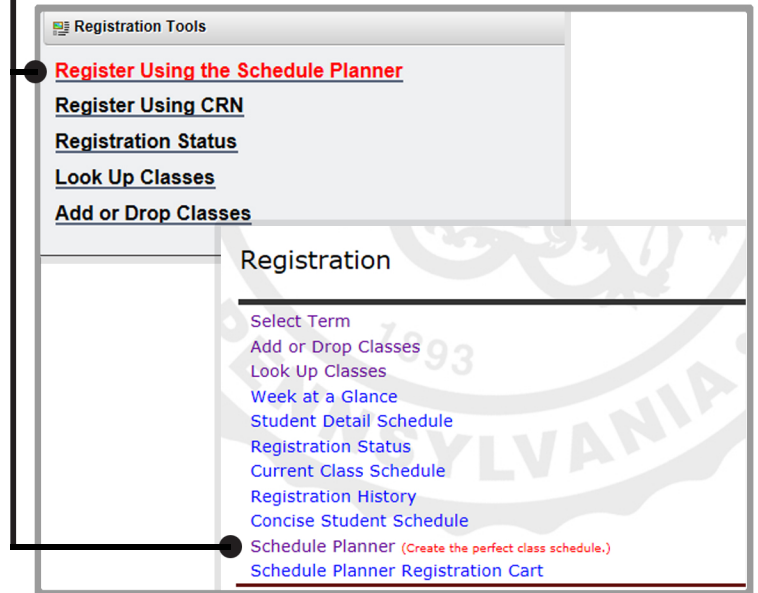 Registration Tools
Register Using the Schedule Planner
Register Using CRN
Registration Status
Look Up Classes
Add or Drop Classes
Registration
Select Term
Add or Drop Classes
Look Up Classes
Week at a Glance
Student Detail Schedule
Registration Status
Current Class Schedule
Registration History
Concise Student Schedule
Schedule Planner (Create the perfect class schedule.)
Schedule Planner Registration Cart
1893
PENNSYLVANIA